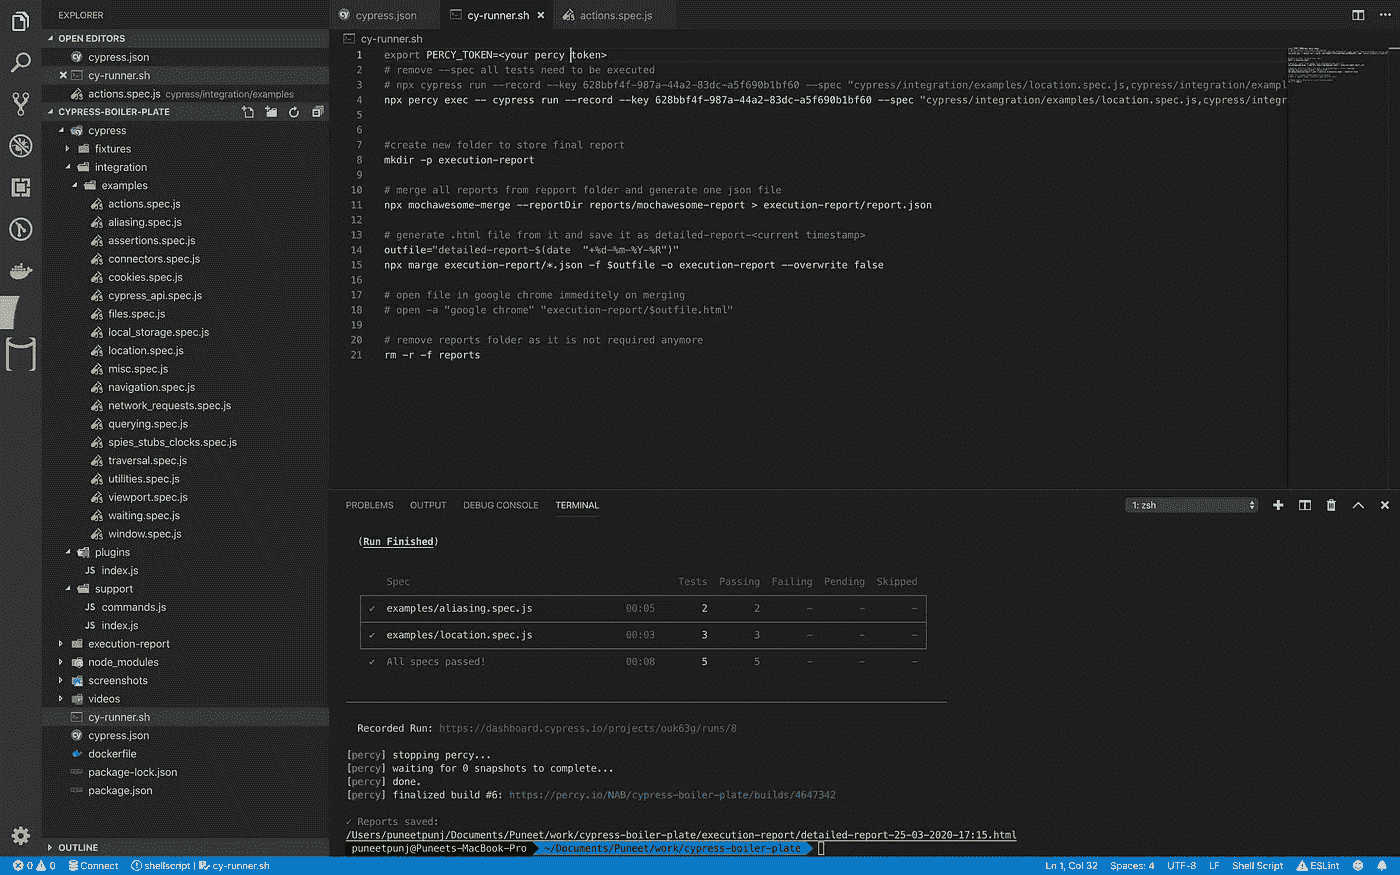 EXPLORER
OPEN EDITORS
cypress.json
cy-runner.sh
actions.spec.js cypress/integration/examples
CYPRESS-BOILER-PLATE
cypress
fixtures
integration
examples
actions.spec.js
aliasing.spec.js
assertions.spec.js
connectors.spec.js
cookies.spec.js
cypress_api.spec.js
files.spec.js
local_storage.spec.js
location.spec.js
misc.spec.js
navigation.spec.js
network_requests.spec.js
querying.spec.js
spies_stubs_clocks.spec.js
traversal.spec.js
utilities.spec.js
viewport.spec.js
waiting.spec.js
window.spec.js
plugins
JS index.js
support
JS commands.js
JS index.js
execution-report
node_modules
screenshots
videos
cy-runner.sh
cypress.json
dockerfile
package-lock.json
package.json
OUTLINE
cypress.json cy-runner.sh actions.spec.js
cy-runner.sh
1 export PERCY_TOKEN=<your percy token>
2 # remove --spec all tests need to be executed
3 # npx cypress run --record --key 628bbf4f-987a-44a2-83dc-a5f690b1bf60 --spec "cypress/integration/examples/location.spec.js,cypress/integration/exampl
4 npx percy exec -- cypress run --record --key 628bbf4f-987a-44a2-83dc-a5f690b1bf60 --spec "cypress/integration/examples/location.spec.js,cypress/integr
5
6
7 #create new folder to store final report
8 mkdir -p execution-report
9
10 # merge all reports from repport folder and generate one json file
11 npx mochawesome-merge --reportDir reports/mochawesome-report > execution-report/report.json
12
13 # generate .html file from it and save it as detailed-report-<current timestamp>
14 outfile="detailed-report-$(date "+%d-%m-%Y-%R")"
15 npx marge execution-report/*.json -f $outfile -o execution-report --overwrite false
16
17 # open file in google chrome immeditely on merging
18 # open -a "google chrome" "execution-report/$outfile.html"
19
20 # remove reports folder as it is not required anymore
21 rm -r -f reports
PROBLEMS OUTPUT DEBUG CONSOLE TERMINAL 1: zsh
(Run Finished)
Spec Tests Passing Failing Pending Skipped
✓ examples/aliasing.spec.js 00:05 2 2 - - -
✓ examples/location.spec.js 00:03 3 3 - - -
✓ All specs passed! 00:08 5 5 - - -
Recorded Run: https://dashboard.cypress.io/projects/ouk63g/runs/8
[percy] stopping percy...
[percy] waiting for 0 snapshots to complete...
[percy] done.
[percy] finalized build #6: https://percy.io/NAB/cypress-boiler-plate/builds/4647342
✓ Reports saved:
/Users/puneetpunj/Documents/Puneet/work/cypress-boiler-plate/execution-report/detailed-report-25-03-2020-17:15.html
puneetpunj@Puneets-MacBook-Pro ~/Documents/Puneet/work/cypress-boiler-plate
0 0 Connect shellscript | cy-runner.sh Ln 1, Col 32 Spaces: 4 UTF-8 LF Shell Script ESLint